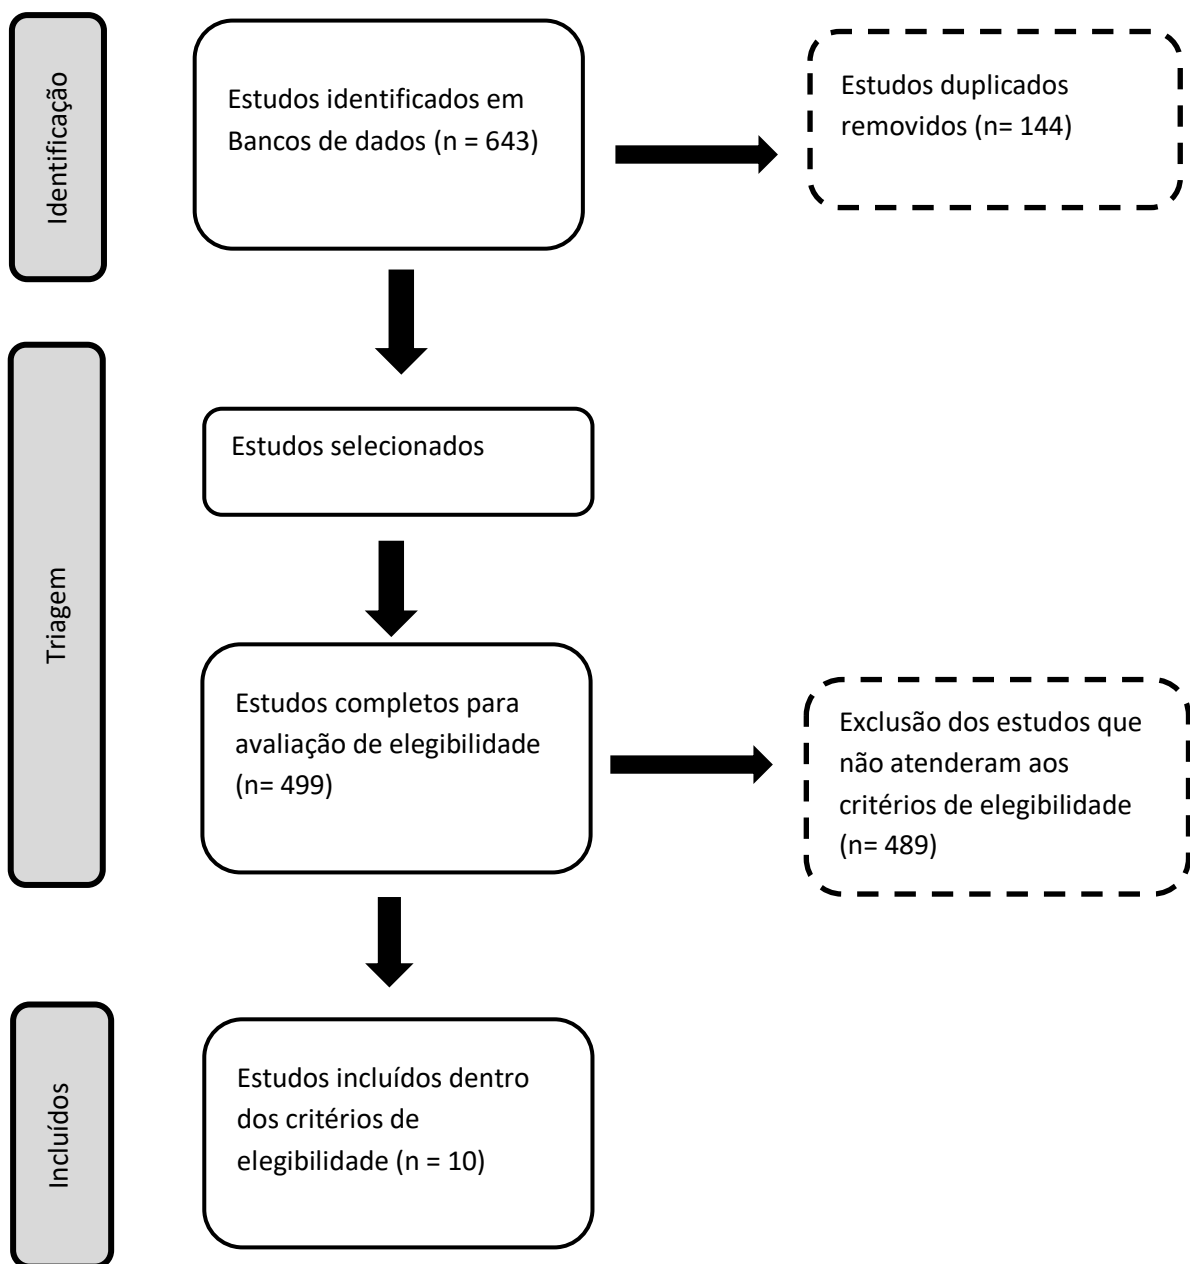 Identificação
Estudos identificados em
Bancos de dados (n = 643)
Estudos duplicados
removidos (n= 144)
Triagem
Estudos selecionados
Estudos completos para
avaliação de elegibilidade
(n= 499)
Exclusão dos estudos que
não atenderam aos
critérios de elegibilidade
(n= 489)
Incluídos
Estudos incluídos dentro
dos critérios de
elegibilidade (n = 10)